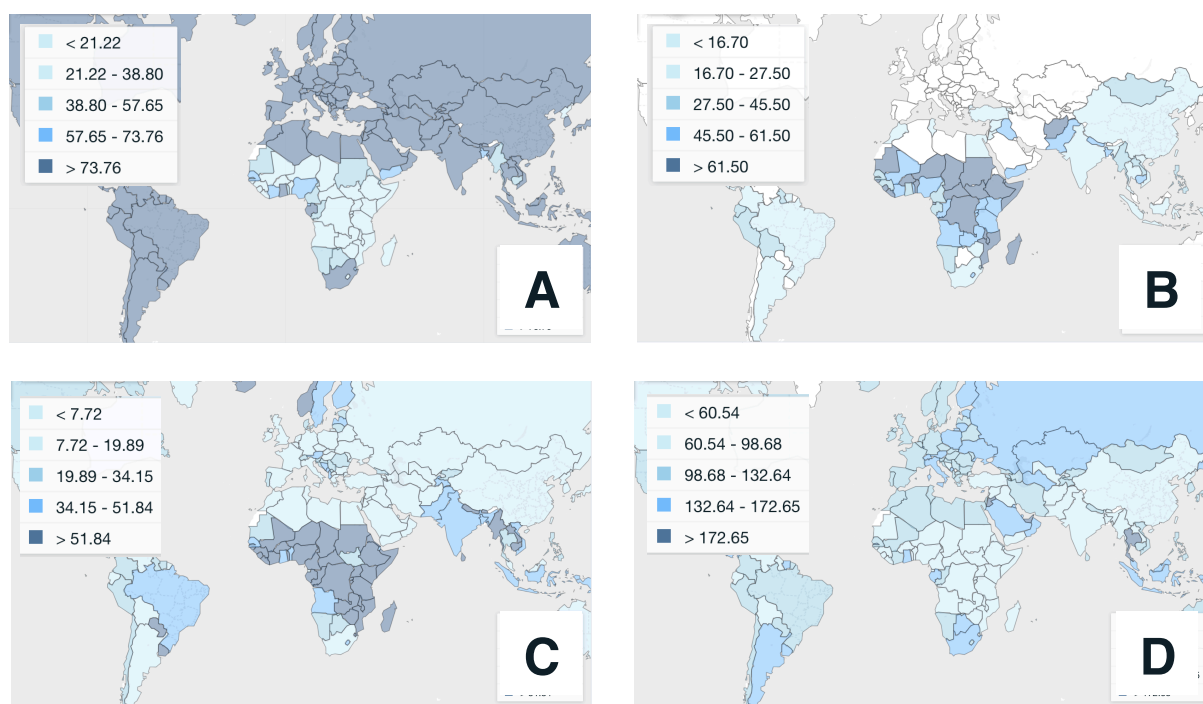 < 21.22
21.22 - 38.80
38.80 - 57.65
57.65 - 73.76
> 73.76
A
< 16.70
16.70 - 27.50
27.50 - 45.50
45.50 - 61.50
> 61.50
B
< 7.72
7.72 - 19.89
19.89 - 34.15
34.15 - 51.84
> 51.84
C
< 60.54
60.54 - 98.68
98.68 - 132.64
132.64 - 172.65
> 172.65
D